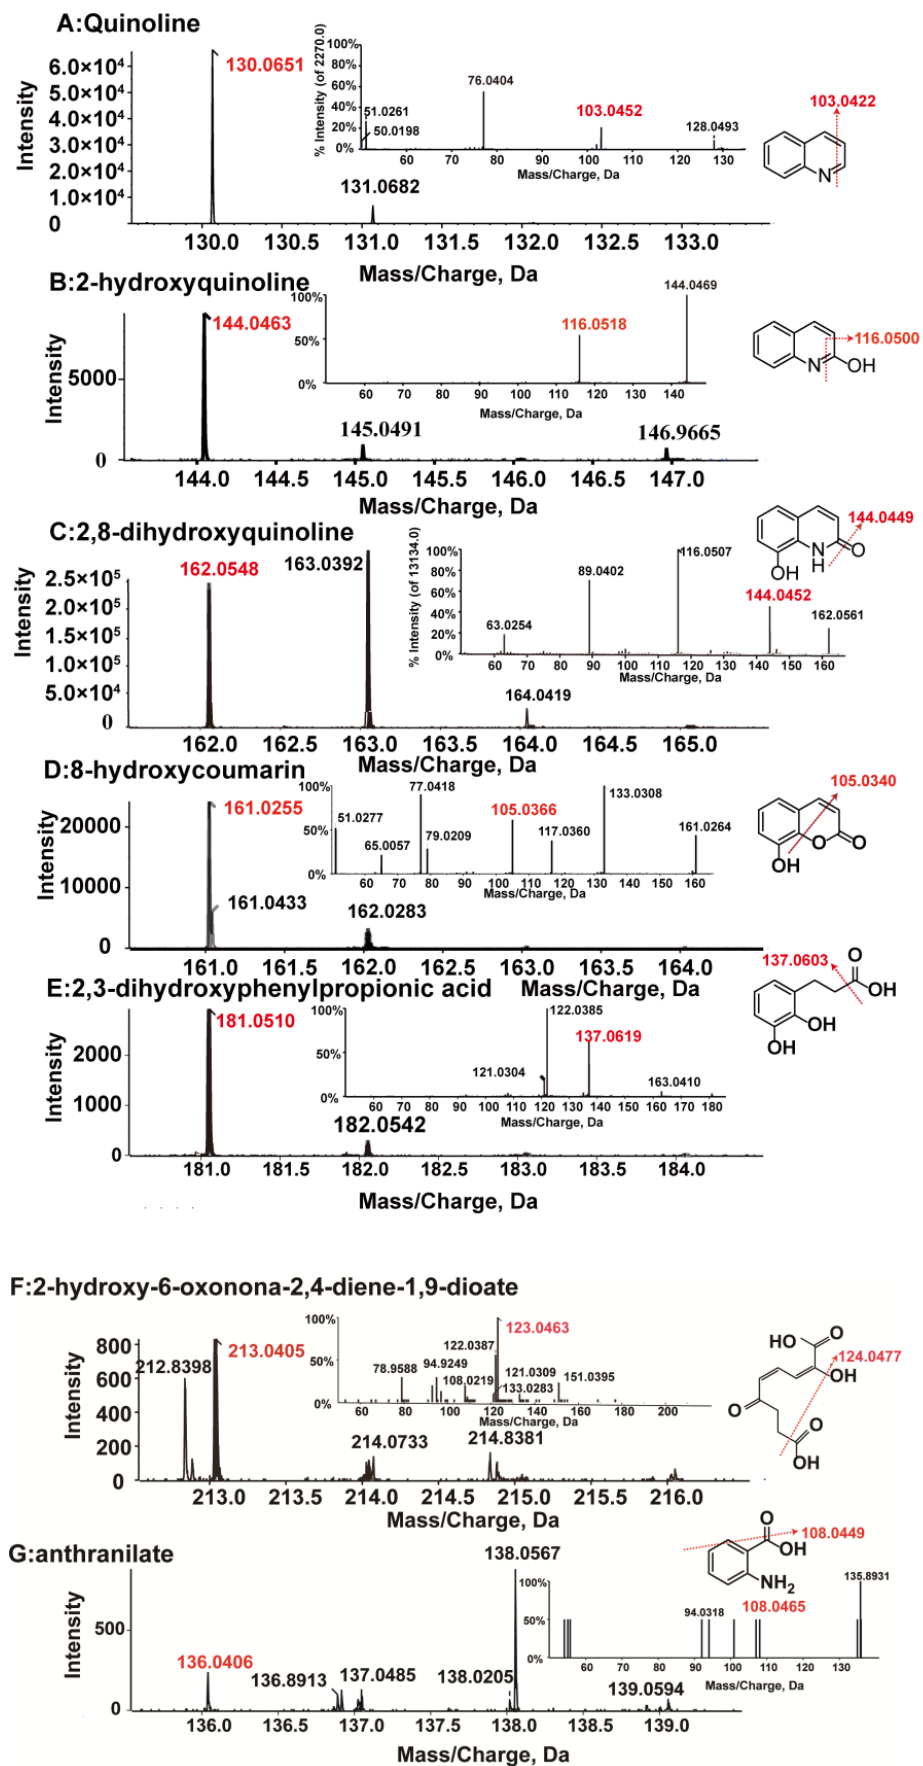 A:Quinoline
Intensity
6.0×10⁴
5.0×10⁴
4.0×10⁴
3.0×10⁴
2.0×10⁴
1.0×10⁴
0
130.0651
131.0682
130.0 130.5 131.0 131.5 132.0 132.5 133.0
Mass/Charge, Da
% Intensity (of 2270.0)
100%
80%
60%
40%
20%
0%
51.0261
50.0198
76.0404
103.0452
128.0493
60 70 80 90 100 110 120 130
Mass/Charge, Da
103.0422
N
B:2-hydroxyquinoline
Intensity
5000
0
144.0463
145.0491
146.9665
144.0 144.5 145.0 145.5 146.0 146.5 147.0
Mass/Charge, Da
100%
50%
0%
116.0518
144.0469
60 70 80 90 100 110 120 130 140
Mass/Charge, Da
116.0500
N OH
C:2,8-dihydroxyquinoline
Intensity
2.5×10⁵
2.0×10⁵
1.5×10⁵
1.0×10⁵
5.0×10⁴
0
162.0548
163.0392
164.0419
162.0 162.5 163.0 163.5 164.0 164.5 165.0
Mass/Charge, Da
% Intensity (of 13134.0)
100%
80%
60%
40%
20%
0%
63.0254
89.0402
116.0507
144.0452
162.0561
60 70 80 90 100 110 120 130 140 150 160
Mass/Charge, Da
144.0449
N O
OH H
D:8-hydroxycoumarin
Intensity
20000
10000
0
161.0255
161.0433
162.0283
161.0 161.5 162.0 162.5 163.0 163.5 164.0
Mass/Charge, Da
100%
50%
0%
51.0277
65.0057
77.0418
79.0209
105.0366
117.0360
133.0308
161.0264
60 70 80 90 100 110 120 130 140 150 160
Mass/Charge, Da
105.0340
O O
OH
E:2,3-dihydroxyphenylpropionic acid
Intensity
2000
1000
0
181.0510
182.0542
181.0 181.5 182.0 182.5 183.0 183.5 184.0
Mass/Charge, Da
100%
50%
0%
121.0304
122.0385
137.0619
163.0410
60 70 80 90 100 110 120 130 140 150 160 170 180
Mass/Charge, Da
137.0603
O
OH
OH
OH
F:2-hydroxy-6-oxonona-2,4-diene-1,9-dioate
Intensity
800
600
400
200
0
212.8398
213.0405
214.0733
214.8381
213.0 213.5 214.0 214.5 215.0 215.5 216.0
Mass/Charge, Da
100%
50%
0%
78.9588
94.9249
108.0219
122.0387
123.0463
121.0309
133.0283
151.0395
60 80 100 120 140 160 180 200
Mass/Charge, Da
HO O
124.0477
OH
O
O
OH
G:anthranilate
Intensity
500
0
136.0406
136.8913
137.0485
138.0205
138.0567
139.0594
136.0 136.5 137.0 137.5 138.0 138.5 139.0
Mass/Charge, Da
100%
50%
0%
94.0318
108.0465
135.8931
60 70 80 90 100 110 120 130
Mass/Charge, Da
O
108.0449
OH
NH₂